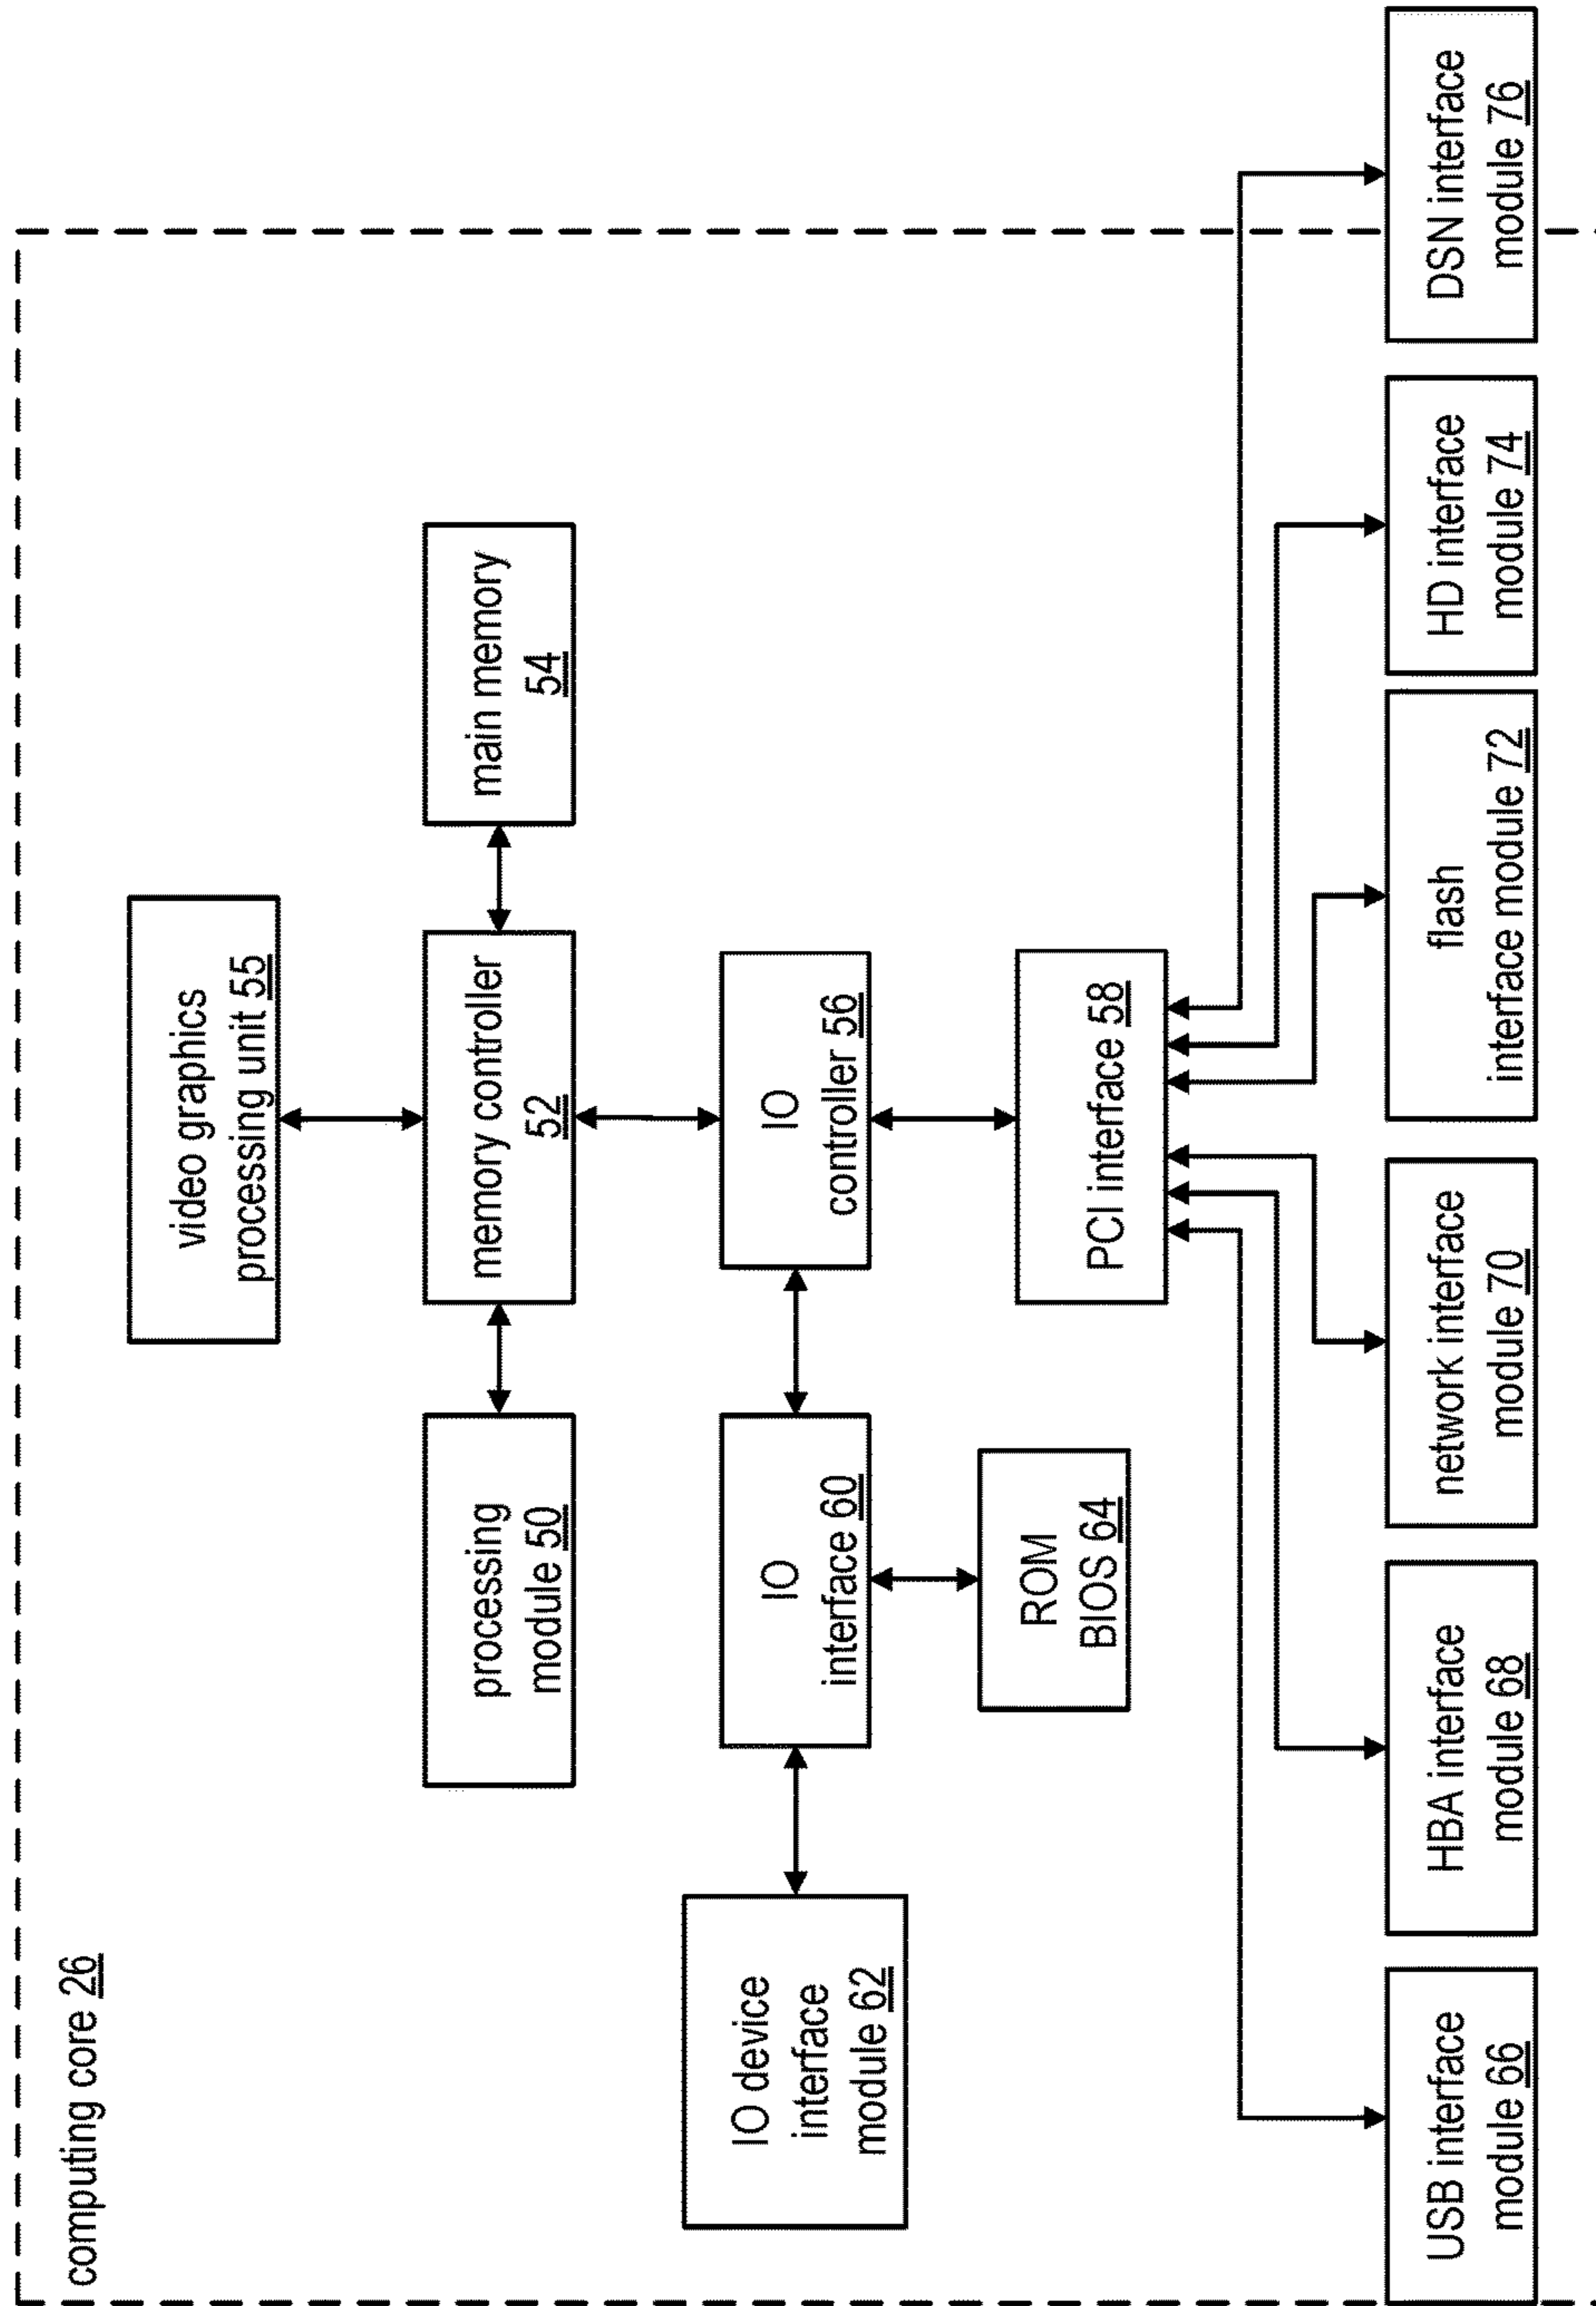 computing core 26
video graphics
processing unit 55
processing
module 50
memory controller
52
main memory
54
IO device
interface
module 62
IO
interface 60
IO
controller 56
ROM
BIOS 64
PCI interface 58
USB interface
module 66
HBA interface
module 68
network interface
module 70
flash
interface module 72
HD interface
module 74
DSN interface
module 76